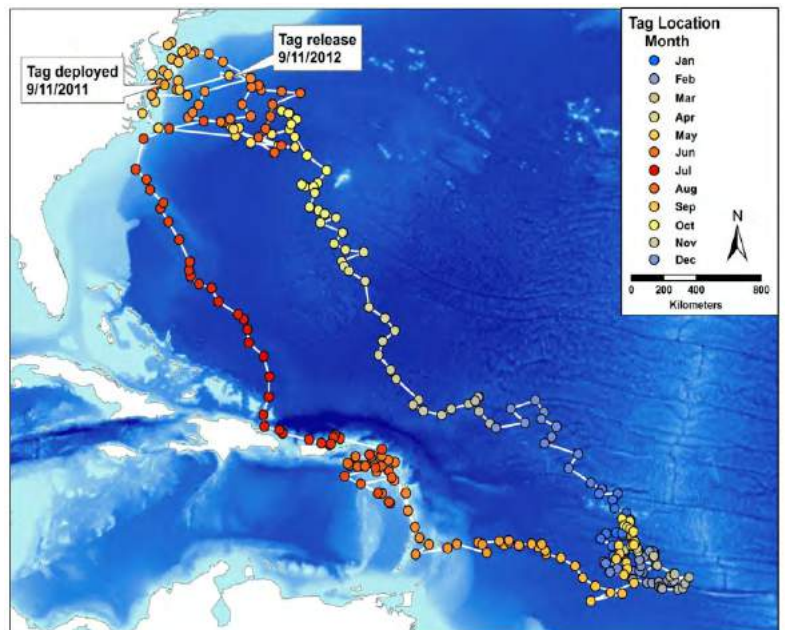 Tag deployed
9/11/2011
Tag release
9/11/2012
Tag Location
Month
Jan
Feb
Mar
Apr
May
Jun
Jul
Aug
Sep
Oct
Nov
Dec
N
0 200 400 800
Kilometers